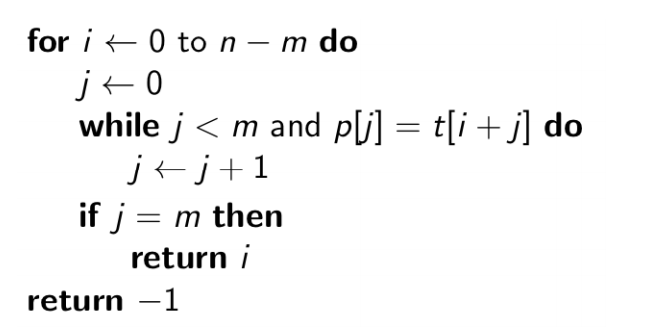 for i ← 0 to n − m do
j ← 0
while j < m and p[j] = t[i + j] do
j ← j + 1
if j = m then
return i
return −1